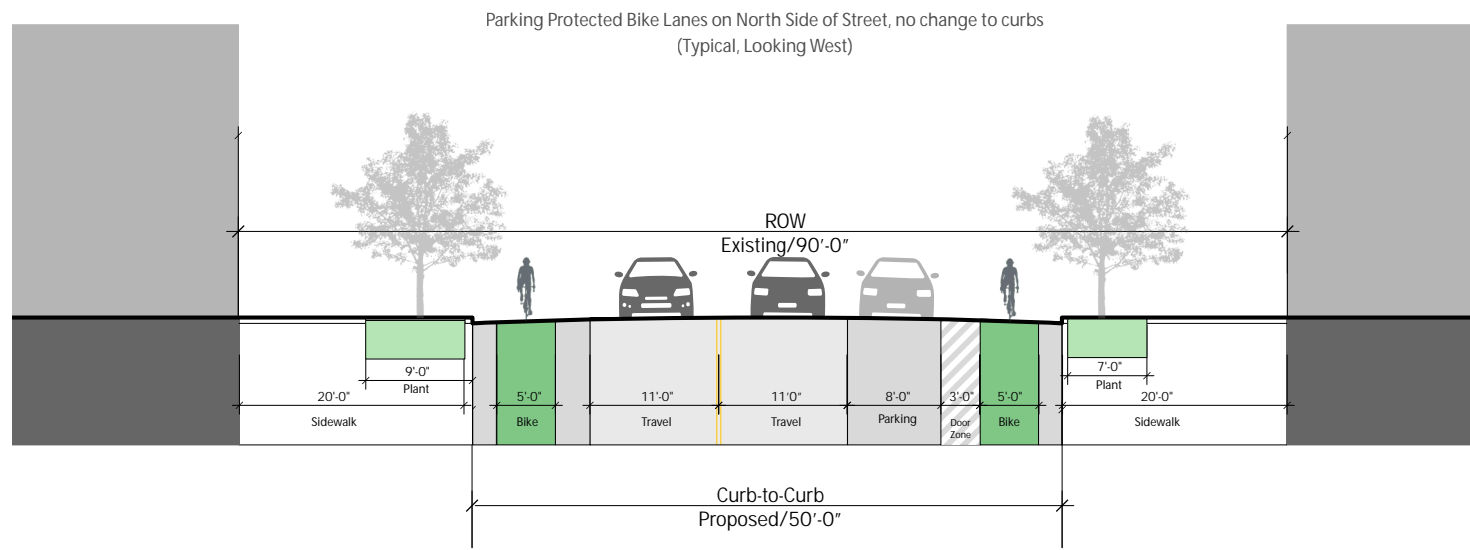 Parking Protected Bike Lanes on North Side of Street, no change to curbs
(Typical, Looking West)
ROW
Existing/90'-0"
9'-0"
Plant
7'-0"
Plant
20'-0"
Sidewalk
5'-0"
Bike
11'-0"
Travel
11'0"
Travel
8'-0"
Parking
3'-0"
Door
Zone
5'-0"
Bike
20'-0"
Sidewalk
Curb-to-Curb
Proposed/50'-0"